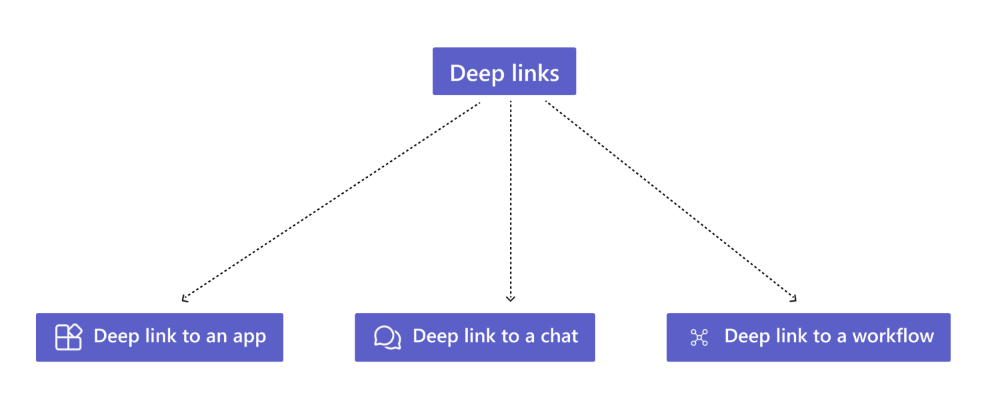 Deep links
Deep link to an app
Deep link to a chat
Deep link to a workflow